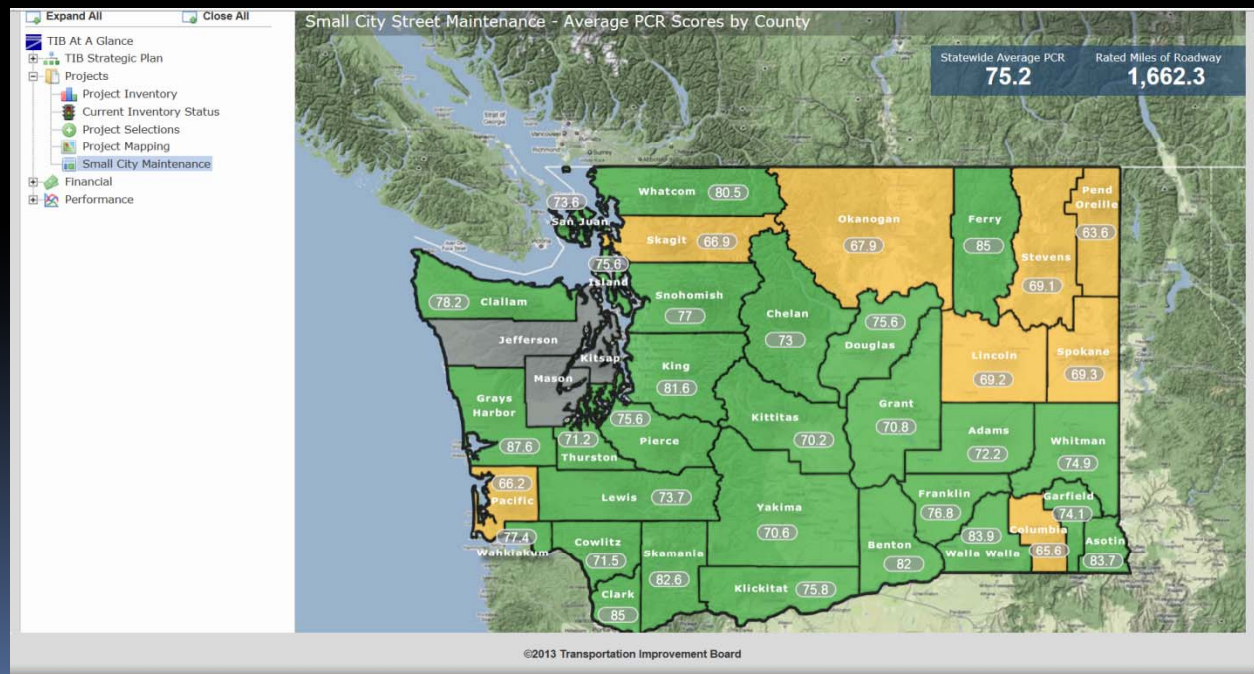 Expand All
Close All
TIB At A Glance
TIB Strategic Plan
Projects
Project Inventory
Current Inventory Status
Project Selections
Project Mapping
Small City Maintenance
Financial
Performance
Small City Street Maintenance - Average PCR Scores by County
Statewide Average PCR
75.2
Rated Miles of Roadway
1,662.3
Whatcom 80.5
73.6
San Juan
Skagit 66.9
Okanogan
67.9
Ferry
85
Stevens
69.1
Pend
Oreille
63.6
75.6
Island
Clallam
78.2
Snohomish
77
Chelan
73
Douglas
75.6
Jefferson
Kitsap
Mason
King
81.6
Lincoln
69.2
Spokane
69.3
Grays
Harbor
87.6
Thurston
71.2
Pierce
75.6
Kittitas
70.2
Grant
70.8
Adams
72.2
Whitman
74.9
66.2
Pacific
Lewis 73.7
Yakima
70.6
Franklin
76.8
Garfield
74.1
Columbia
65.6
Asotin
83.7
83.9
Walla Walla
Benton
82
77.4
Wahkiakum
Cowlitz
71.5
Skamania
82.6
Klickitat 75.8
Clark
85
©2013 Transportation Improvement Board